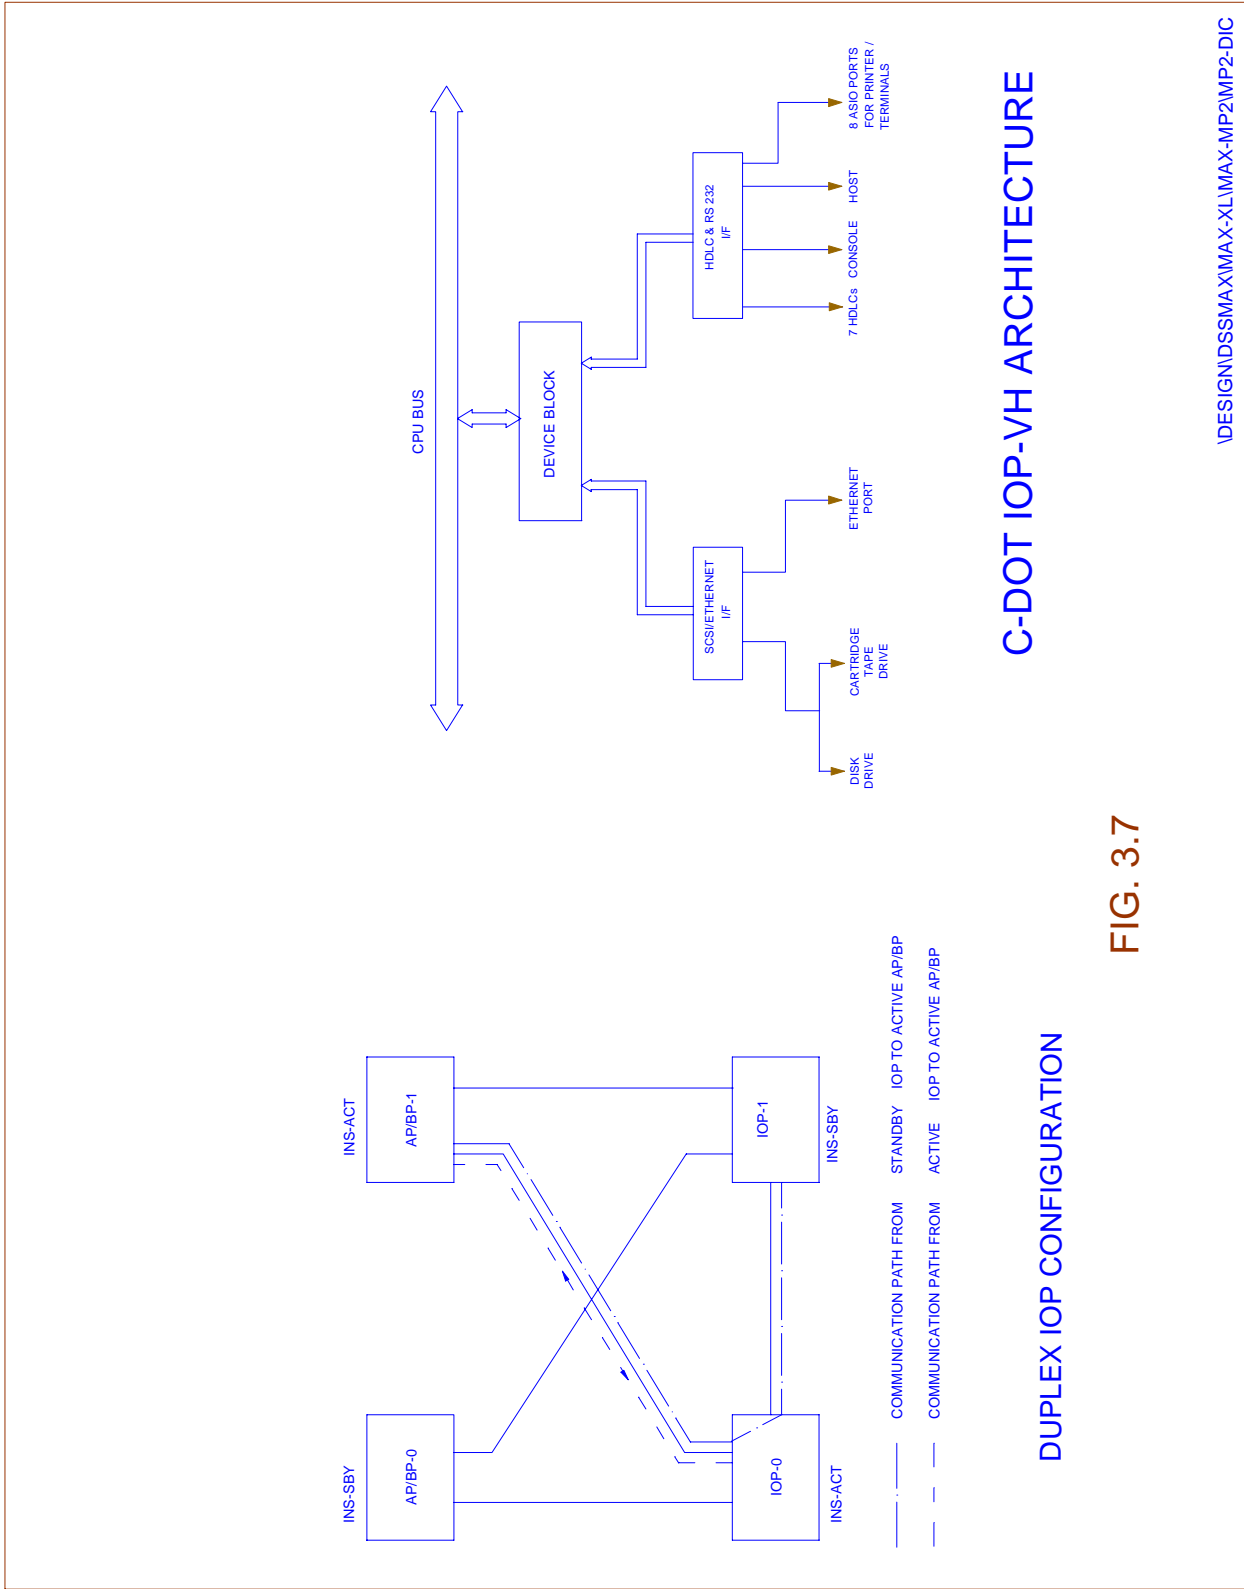 INS-SBY
AP/BP-0
INS-ACT
AP/BP-1
IOP-0
INS-ACT
IOP-1
INS-SBY
COMMUNICATION PATH FROM STANDBY IOP TO ACTIVE AP/BP
COMMUNICATION PATH FROM ACTIVE IOP TO ACTIVE AP/BP
DUPLEX IOP CONFIGURATION
CPU BUS
DEVICE BLOCK
SCSI/ETHERNET
I/F
HDLC & RS 232
I/F
DISK
DRIVE
CARTRIDGE
TAPE
DRIVE
ETHERNET
PORT
7 HDLCs
CONSOLE
HOST
8 ASIO PORTS
FOR PRINTER /
TERMINALS
C-DOT IOP-VH ARCHITECTURE
FIG. 3.7
\DESIGN\DSSMAX\MAX-XL\MAX-MP2\MP2-DIC